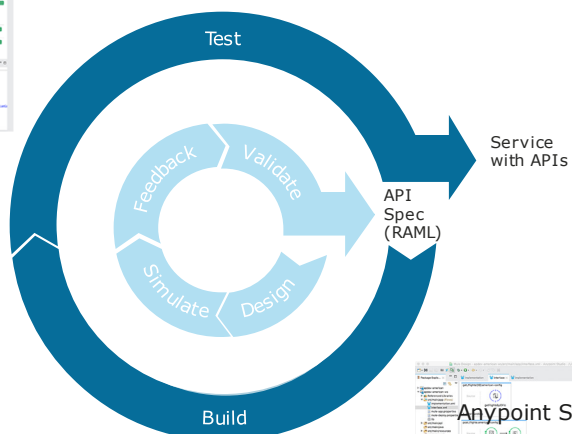 Test
Service
with APIs
Feedback
Validate
API
Spec
(RAML)
Simulate
Design
Build
Anypoint S